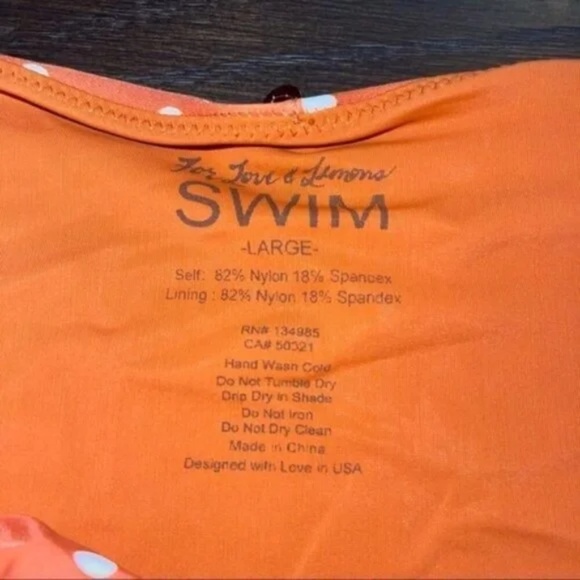 For Love & Lemons
SWIM
-LARGE-
Self: 82% Nylon 18% Spandex
Lining : 82% Nylon 18% Spandex
RN# 134985
CA# 50321
Hand Wash Cold
Do Not Tumble Dry
Drip Dry in Shade
Do Not Iron
Do Not Dry Clean
Made in China
Designed with Love in USA